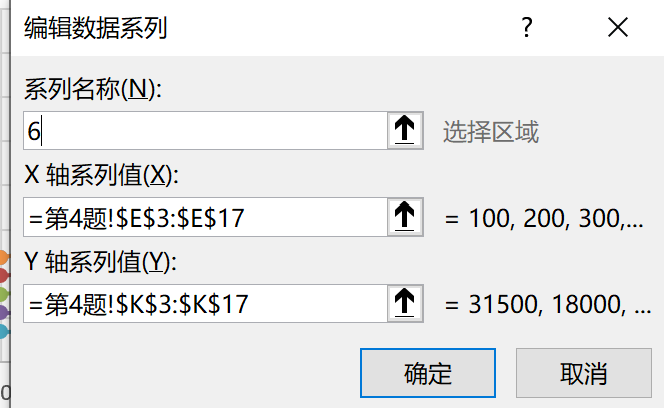 编辑数据系列 ?
系列名称(N):
6 选择区域
X 轴系列值(X):
=第4题!$E$3:$E$17 = 100, 200, 300,...
Y 轴系列值(Y):
=第4题!$K$3:$K$17 = 31500, 18000, ...
确定 取消
0